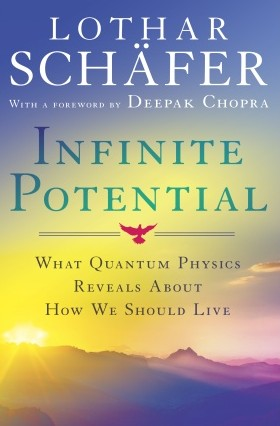 LOTHAR
SCHÄFER
WITH A FOREWORD BY DEEPAK CHOPRA
INFINITE
POTENTIAL
WHAT QUANTUM PHYSICS
REVEALS ABOUT
HOW WE SHOULD LIVE